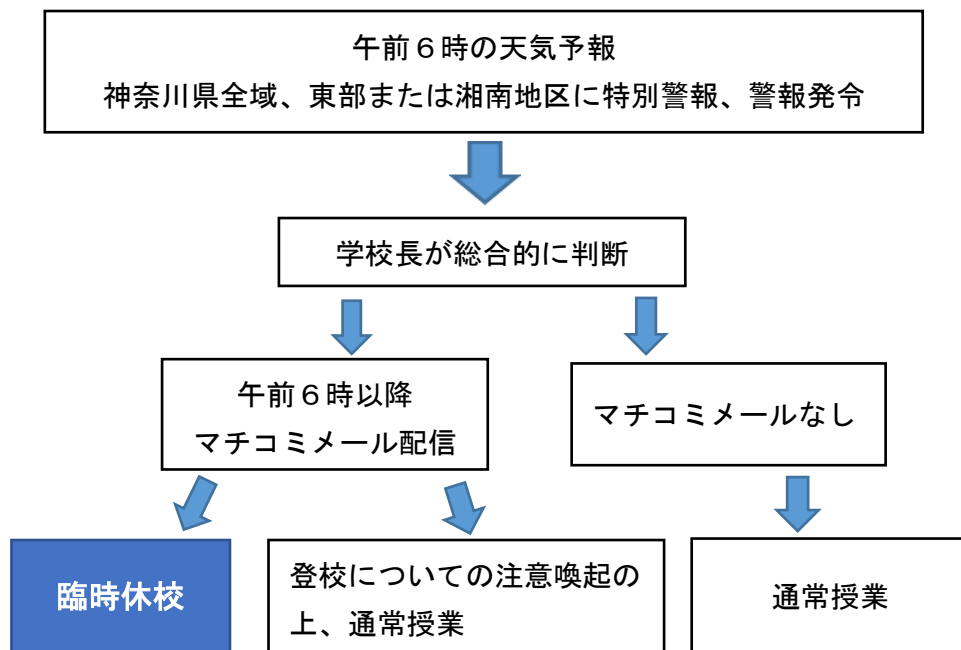 午前６時の天気予報
神奈川県全域、東部または湘南地区に特別警報、警報発令
学校長が総合的に判断
午前６時以降
マチコミメール配信
マチコミメールなし
臨時休校
登校についての注意喚起の
上、通常授業
通常授業